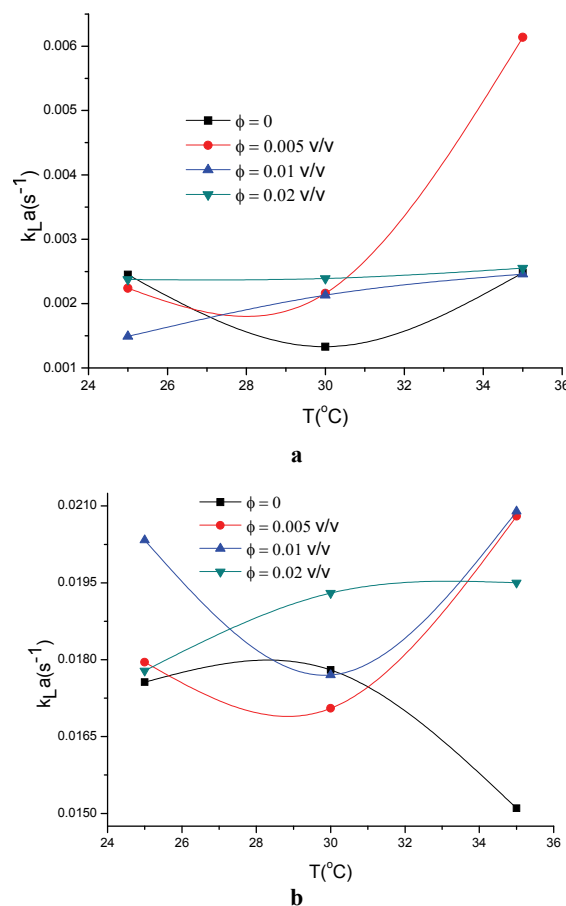 0.006
0.005
0.004
0.003
0.002
0.001
k_L a(s⁻¹)
ϕ = 0
ϕ = 0.005 v/v
ϕ = 0.01 v/v
ϕ = 0.02 v/v
24 26 28 30 32 34 36
T(°C)
a
0.0210
0.0195
0.0180
0.0165
0.0150
k_L a(s⁻¹)
ϕ = 0
ϕ = 0.005 v/v
ϕ = 0.01 v/v
ϕ = 0.02 v/v
24 26 28 30 32 34 36
T(°C)
b